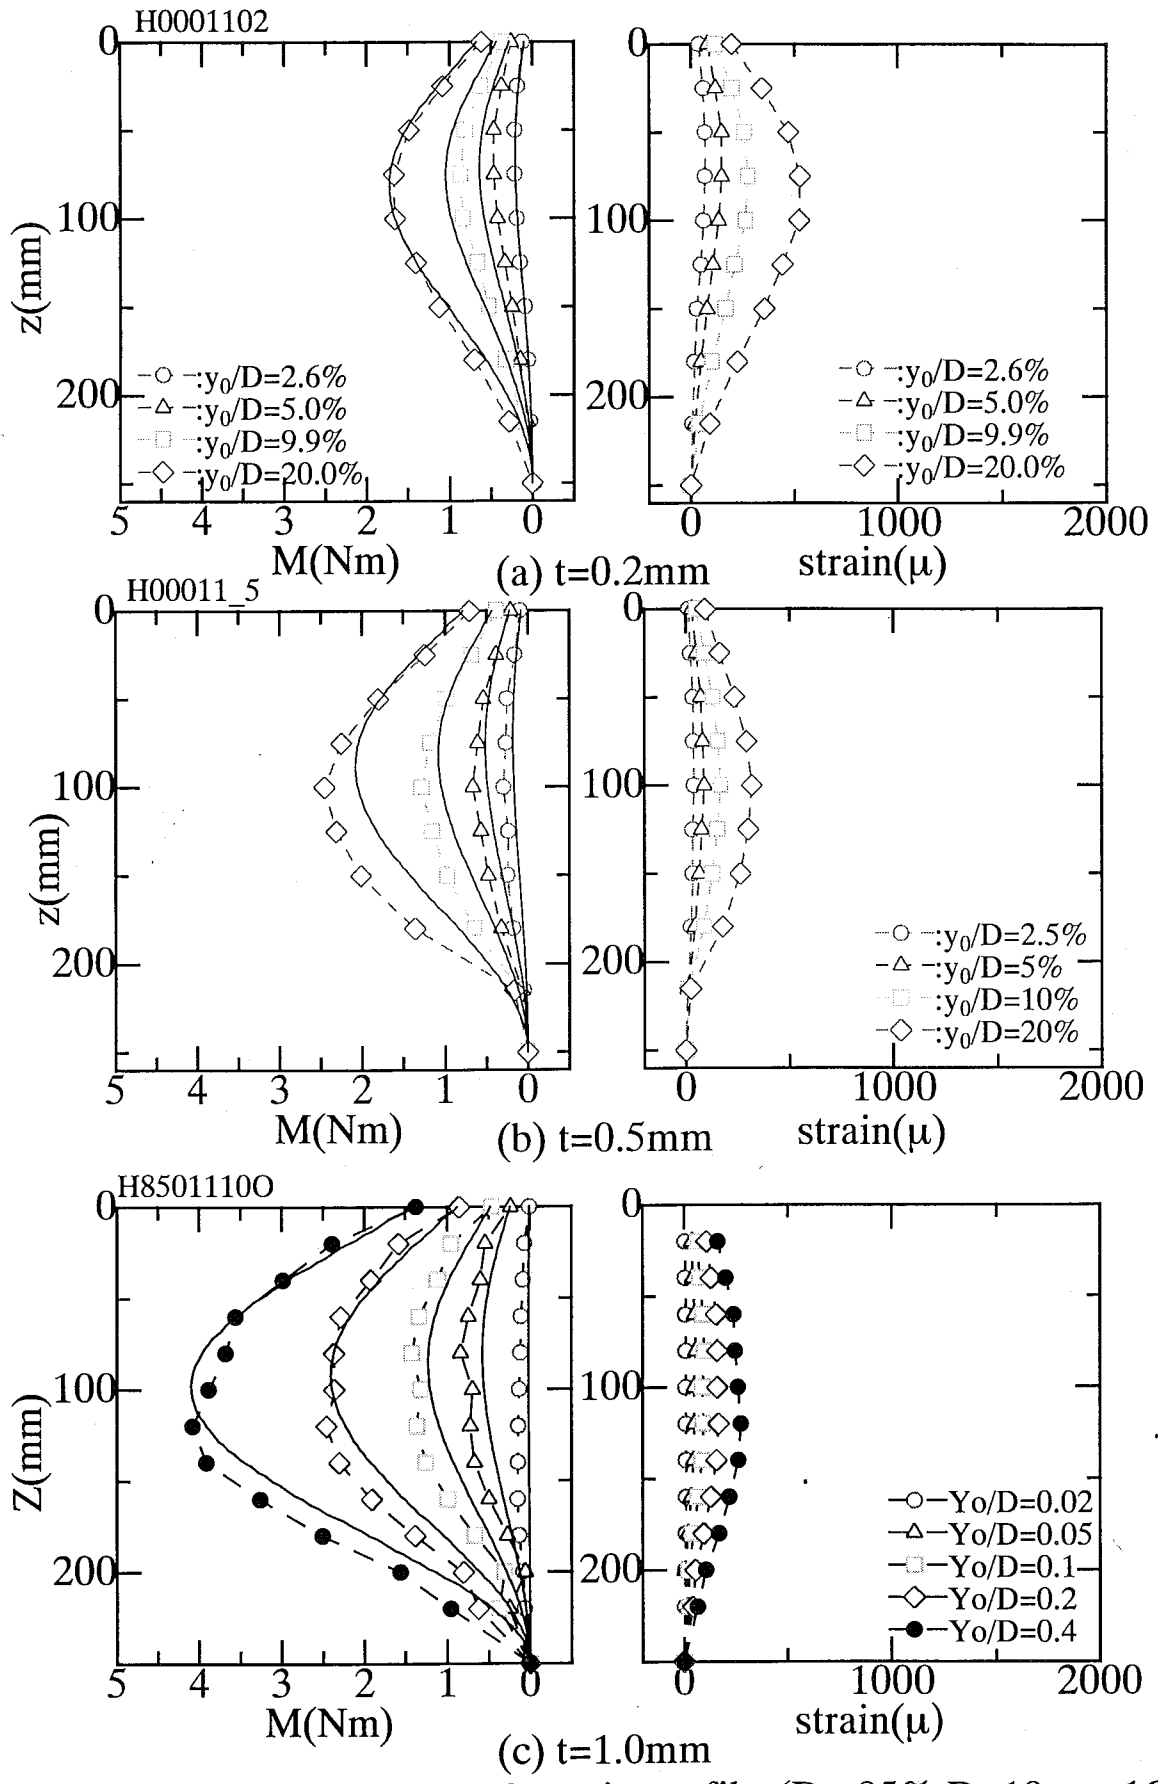 H0001102
0
100
200
z(mm)
–:y0/D=2.6%
–:y0/D=5.0%
–:y0/D=9.9%
–:y0/D=20.0%
5 4 3 2 1 0
M(Nm)
0
100
200
–:y0/D=2.6%
–:y0/D=5.0%
–:y0/D=9.9%
–:y0/D=20.0%
0 1000 2000
strain(μ)
(a) t=0.2mm
H00011_5
0
100
200
z(mm)
5 4 3 2 1 0
M(Nm)
0
100
200
–:y0/D=2.5%
–:y0/D=5%
–:y0/D=10%
–:y0/D=20%
0 1000 2000
strain(μ)
(b) t=0.5mm
H8501110O
0
100
200
Z(mm)
5 4 3 2 1 0
M(Nm)
0
100
200
Yo/D=0.02
Yo/D=0.05
Yo/D=0.1
Yo/D=0.2
Yo/D=0.4
0 1000 2000
strain(μ)
(c) t=1.0mm